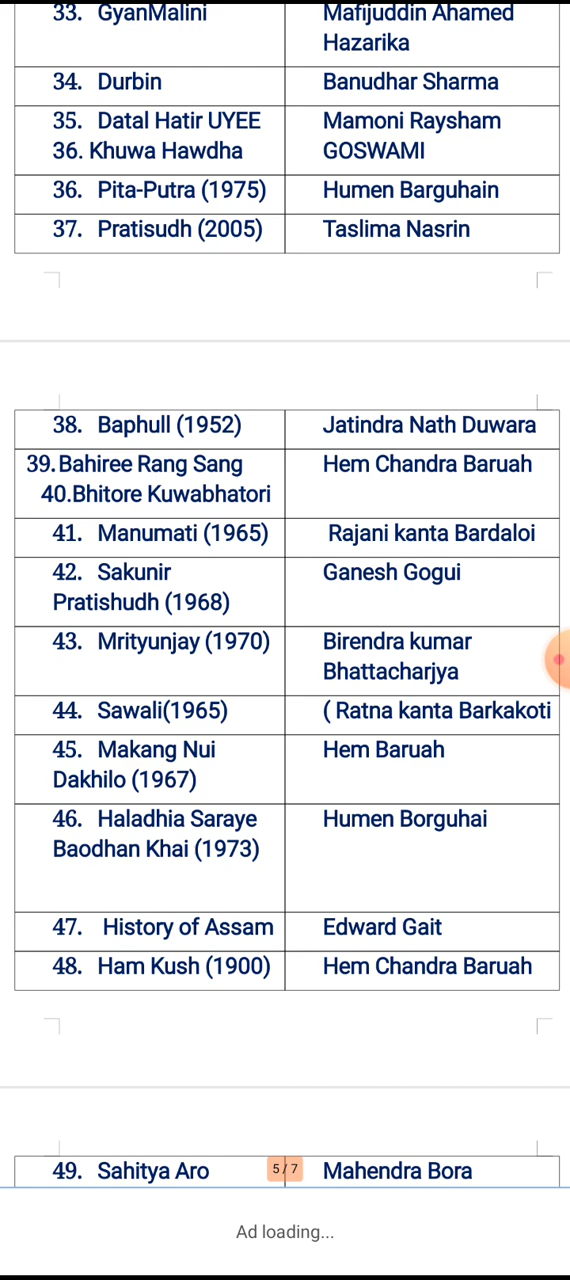 33. GyanMalini Mafijuddin Ahamed
Hazarika
34. Durbin Banudhar Sharma
35. Datal Hatir UYEE Mamoni Raysham
36. Khuwa Hawdha GOSWAMI
36. Pita-Putra (1975) Humen Barguhain
37. Pratisudh (2005) Taslima Nasrin
38. Baphull (1952) Jatindra Nath Duwara
39. Bahiree Rang Sang Hem Chandra Baruah
40.Bhitore Kuwabhatori
41. Manumati (1965) Rajani kanta Bardaloi
42. Sakunir Ganesh Gogui
Pratishudh (1968)
43. Mrityunjay (1970) Birendra kumar
Bhattacharjya
44. Sawali(1965) ( Ratna kanta Barkakoti
45. Makang Nui Hem Baruah
Dakhilo (1967)
46. Haladhia Saraye Humen Borguhai
Baodhan Khai (1973)
47. History of Assam Edward Gait
48. Ham Kush (1900) Hem Chandra Baruah
49. Sahitya Aro 5 / 7 Mahendra Bora
Ad loading...